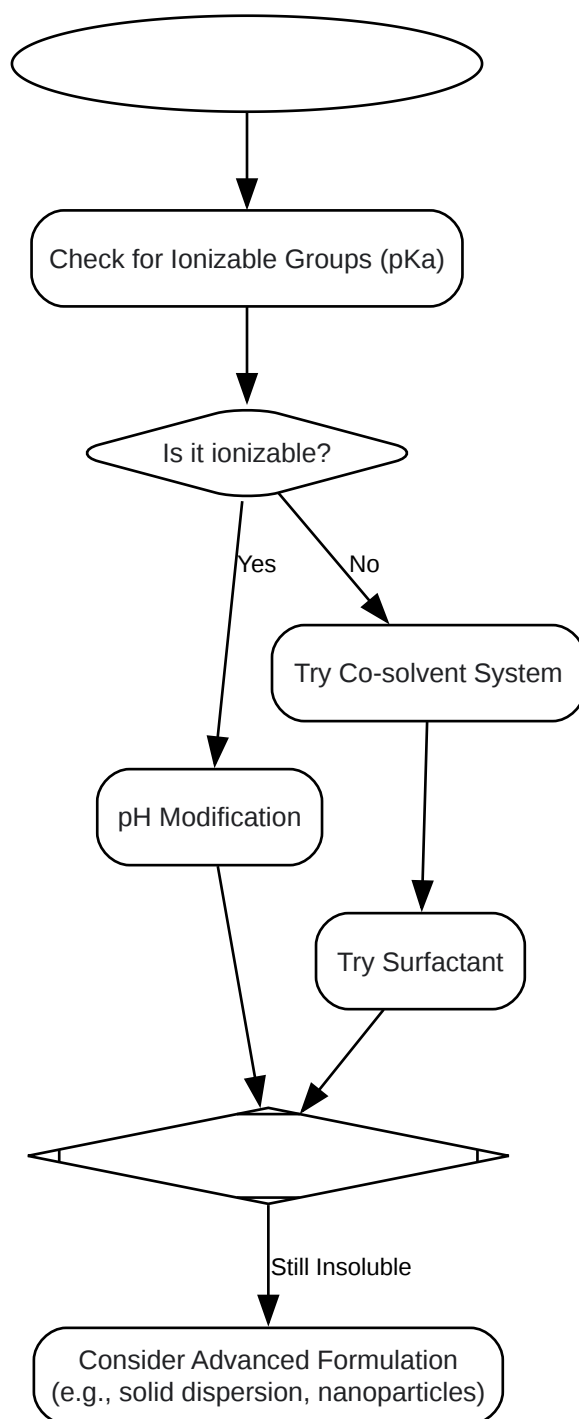 Check for Ionizable Groups (pKa)
Is it ionizable?
Yes
No
Try Co-solvent System
pH Modification
Try Surfactant
Still Insoluble
Consider Advanced Formulation
(e.g., solid dispersion, nanoparticles)